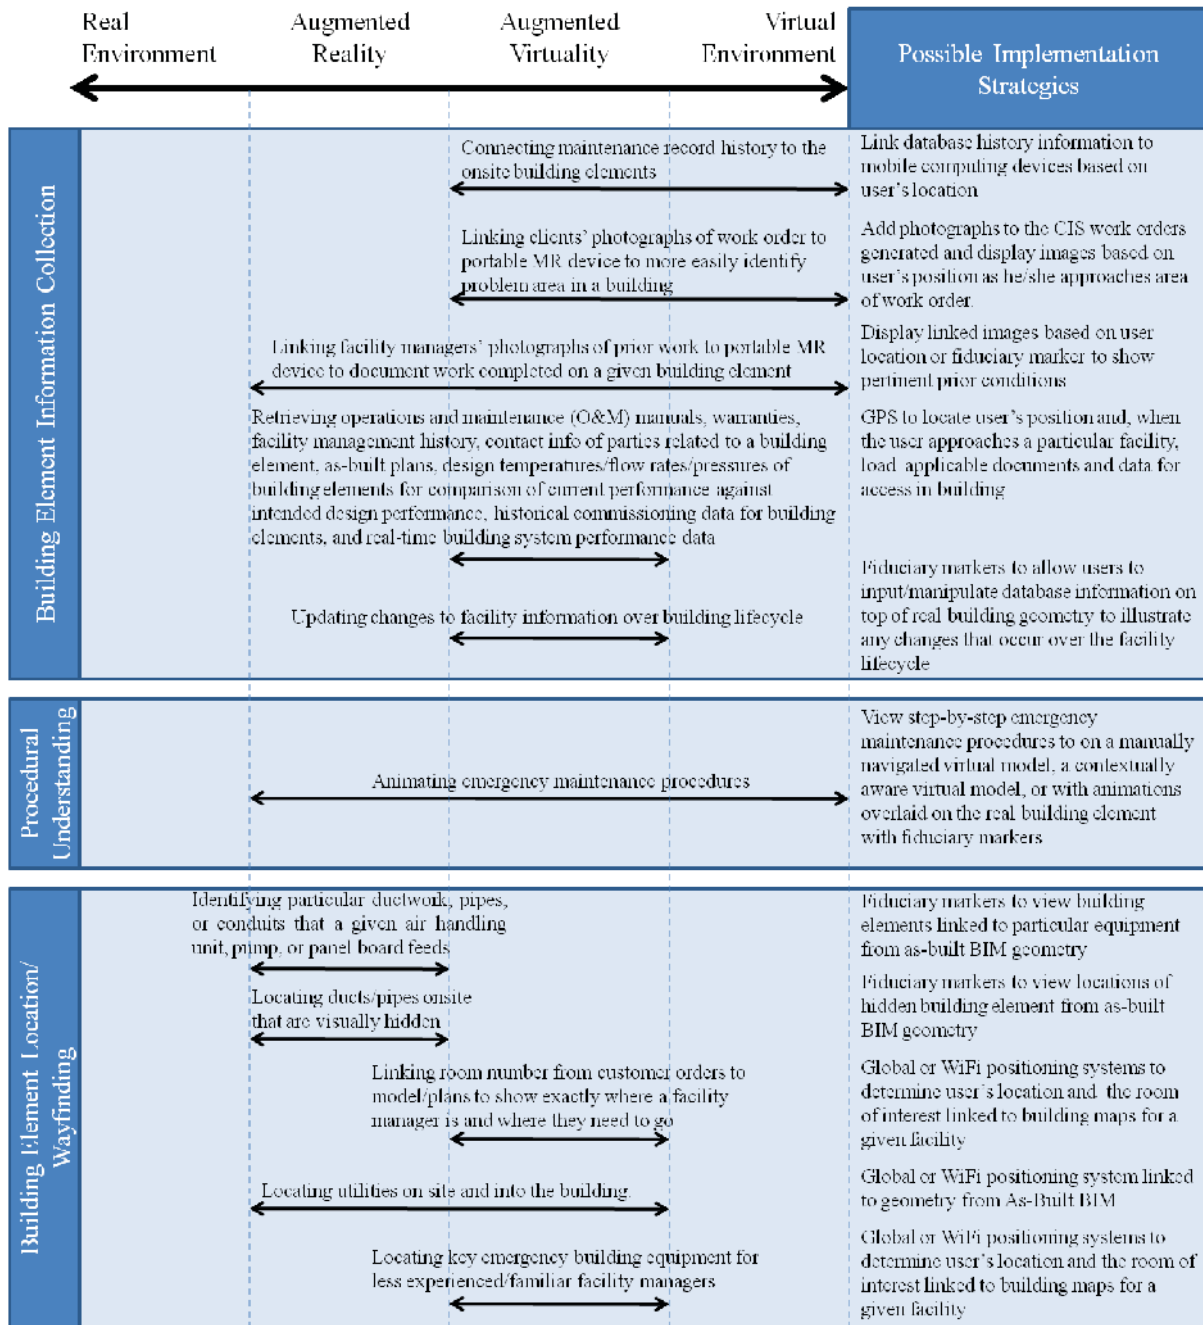 Real Environment
Augmented Reality
Augmented Virtuality
Virtual Environment
Possible Implementation
Strategies
Building Element Information Collection
Connecting maintenance record history to the
onsite building elements
Link database history information to
mobile computing devices based on
user's location
Linking clients' photographs of work order to
portable MR device to more easily identify
problem area in a building
Add photographs to the CIS work orders
generated and display images based on
user's position as he/she approaches area
of work order.
Linking facility managers' photographs of prior work to portable MR
device to document work completed on a given building element
Display linked images based on user
location or fiduciary marker to show
pertinent prior conditions
Retrieving operations and maintenance (O&M) manuals, warranties,
facility management history, contact info of parties related to a building
element, as-built plans, design temperatures/flow rates/pressures of
building elements for comparison of current performance against
intended design performance, historical commissioning data for building
elements, and real-time building system performance data
GPS to locate user's position and, when
the user approaches a particular facility,
load applicable documents and data for
access in building
Updating changes to facility information over building lifecycle
Fiduciary markers to allow users to
input/manipulate database information on
top of real building geometry to illustrate
any changes that occur over the facility
lifecycle
Procedural
Understanding
Animating emergency maintenance procedures
View step-by-step emergency
maintenance procedures to on a manually
navigated virtual model, a contextually
aware virtual model, or with animations
overlaid on the real building element
with fiduciary markers
Building Element Location/
Wayfinding
Identifying particular ductwork, pipes,
or conduits that a given air handling
unit, pump, or panel board feeds
Fiduciary markers to view building
elements linked to particular equipment
from as-built BIM geometry
Locating ducts/pipes onsite
that are visually hidden
Fiduciary markers to view locations of
hidden building element from as-built
BIM geometry
Linking room number from customer orders to
model/plans to show exactly where a facility
manager is and where they need to go
Global or WiFi positioning systems to
determine user's location and the room
of interest linked to building maps for a
given facility
Locating utilities on site and into the building.
Global or WiFi positioning system linked
to geometry from As-Built BIM
Locating key emergency building equipment for
less experienced/familiar facility managers
Global or WiFi positioning systems to
determine user's location and the room of
interest linked to building maps for a
given facility